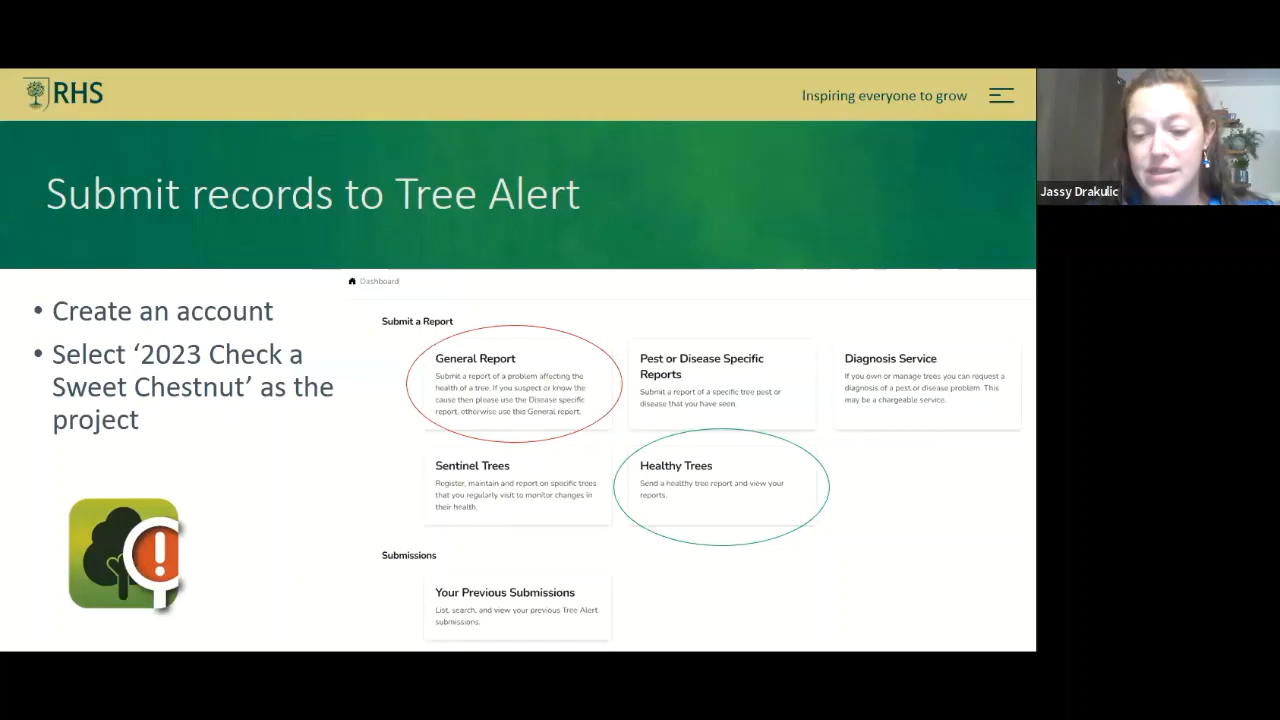 RHS
Inspiring everyone to grow
Jassy Drakulic
Submit records to Tree Alert
• Create an account
• Select ‘2023 Check a
Sweet Chestnut’ as the
project
Dashboard
Submit a Report
General Report
Submit a report of a problem affecting the
health of a tree. If you suspect or know the
cause then please use the Disease specific
report, otherwise use this General report.
Pest or Disease Specific
Reports
Submit a report of a specific tree pest or
disease that you have seen.
Diagnosis Service
If you own or manage trees you can request a
diagnosis of a pest or disease problem. This
may be a chargeable service.
Sentinel Trees
Register, maintain and report on specific trees
that you regularly visit to monitor changes in
their health.
Healthy Trees
Send a healthy tree report and view your
reports.
Submissions
Your Previous Submissions
List, search, and view your previous Tree Alert
submissions.